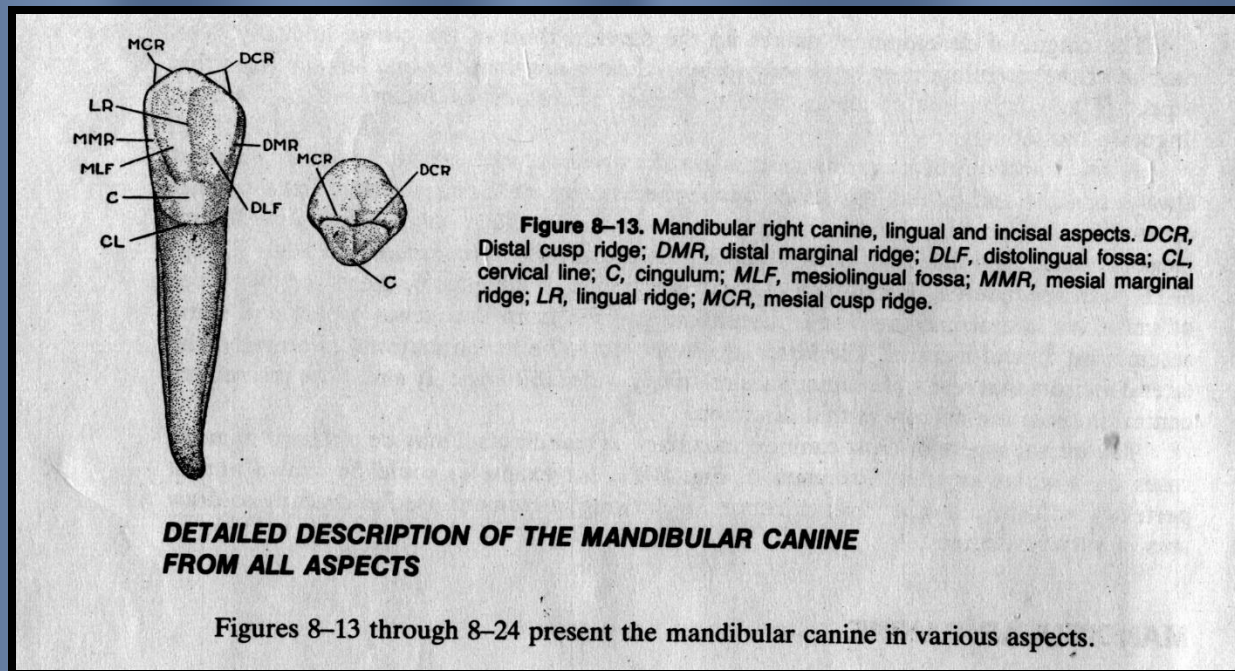 MCR
DCR
LR
MMR
DMR
MLF
DLF
C
CL
MCR
DCR
C
Figure 8–13. Mandibular right canine, lingual and incisal aspects. DCR,
Distal cusp ridge; DMR, distal marginal ridge; DLF, distolingual fossa; CL,
cervical line; C, cingulum; MLF, mesiolingual fossa; MMR, mesial marginal
ridge; LR, lingual ridge; MCR, mesial cusp ridge.
DETAILED DESCRIPTION OF THE MANDIBULAR CANINE
FROM ALL ASPECTS
Figures 8–13 through 8–24 present the mandibular canine in various aspects.